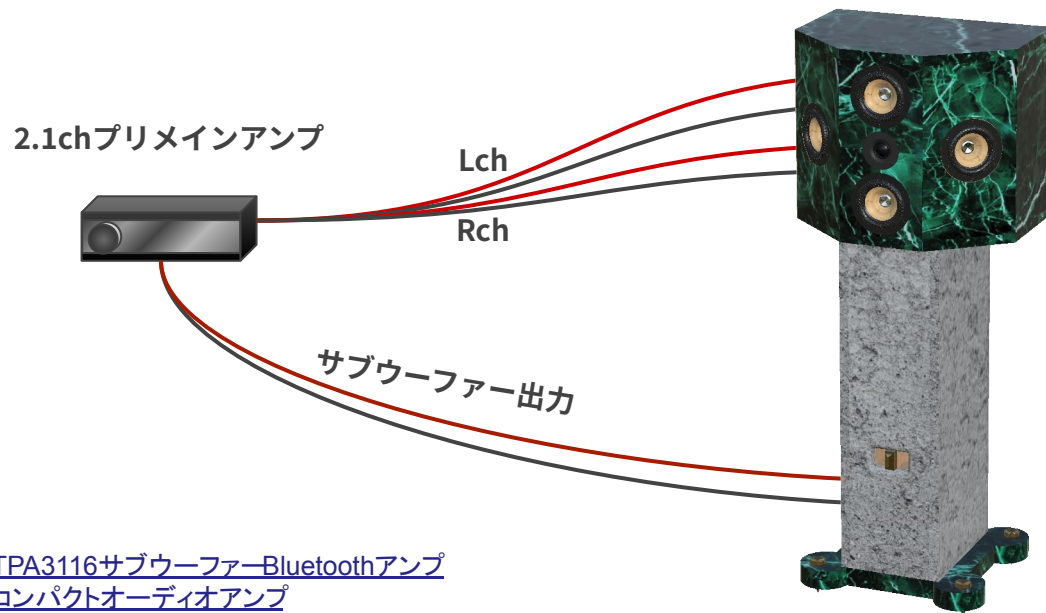 2.1chプリメインアンプ
Lch
Rch
サブウーファー出力
TPA3116サブウーファーBluetoothアンプ
コンパクトオーディオアンプ